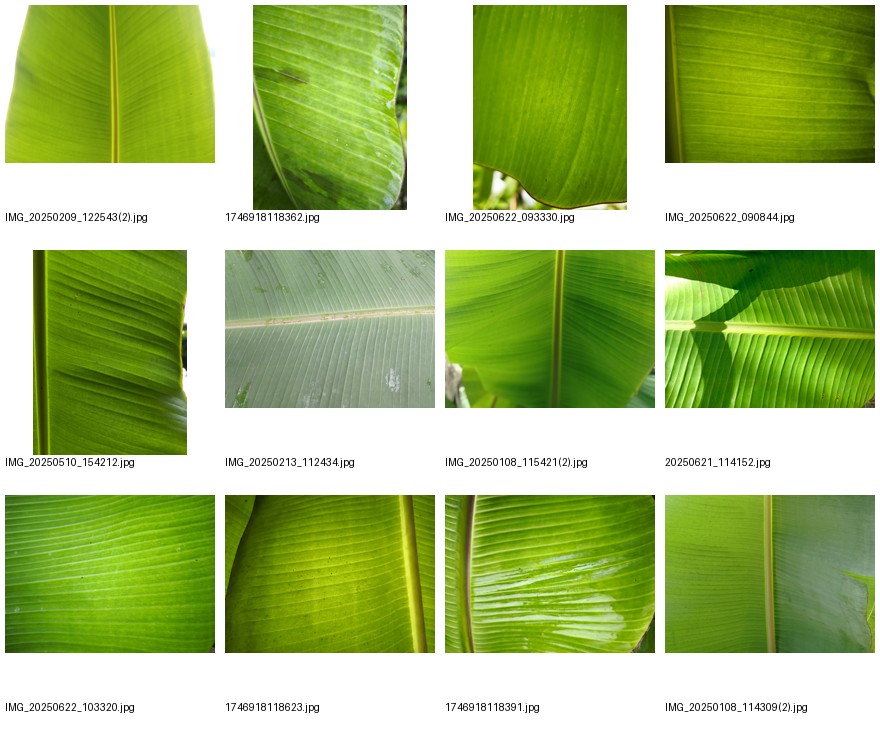 IMG_20250209_122543(2).jpg
1746918118362.jpg
IMG_20250622_093330.jpg
IMG_20250622_090844.jpg
IMG_20250510_154212.jpg
IMG_20250213_112434.jpg
IMG_20250108_115421(2).jpg
20250621_114152.jpg
IMG_20250622_103320.jpg
1746918118623.jpg
1746918118391.jpg
IMG_20250108_114309(2).jpg